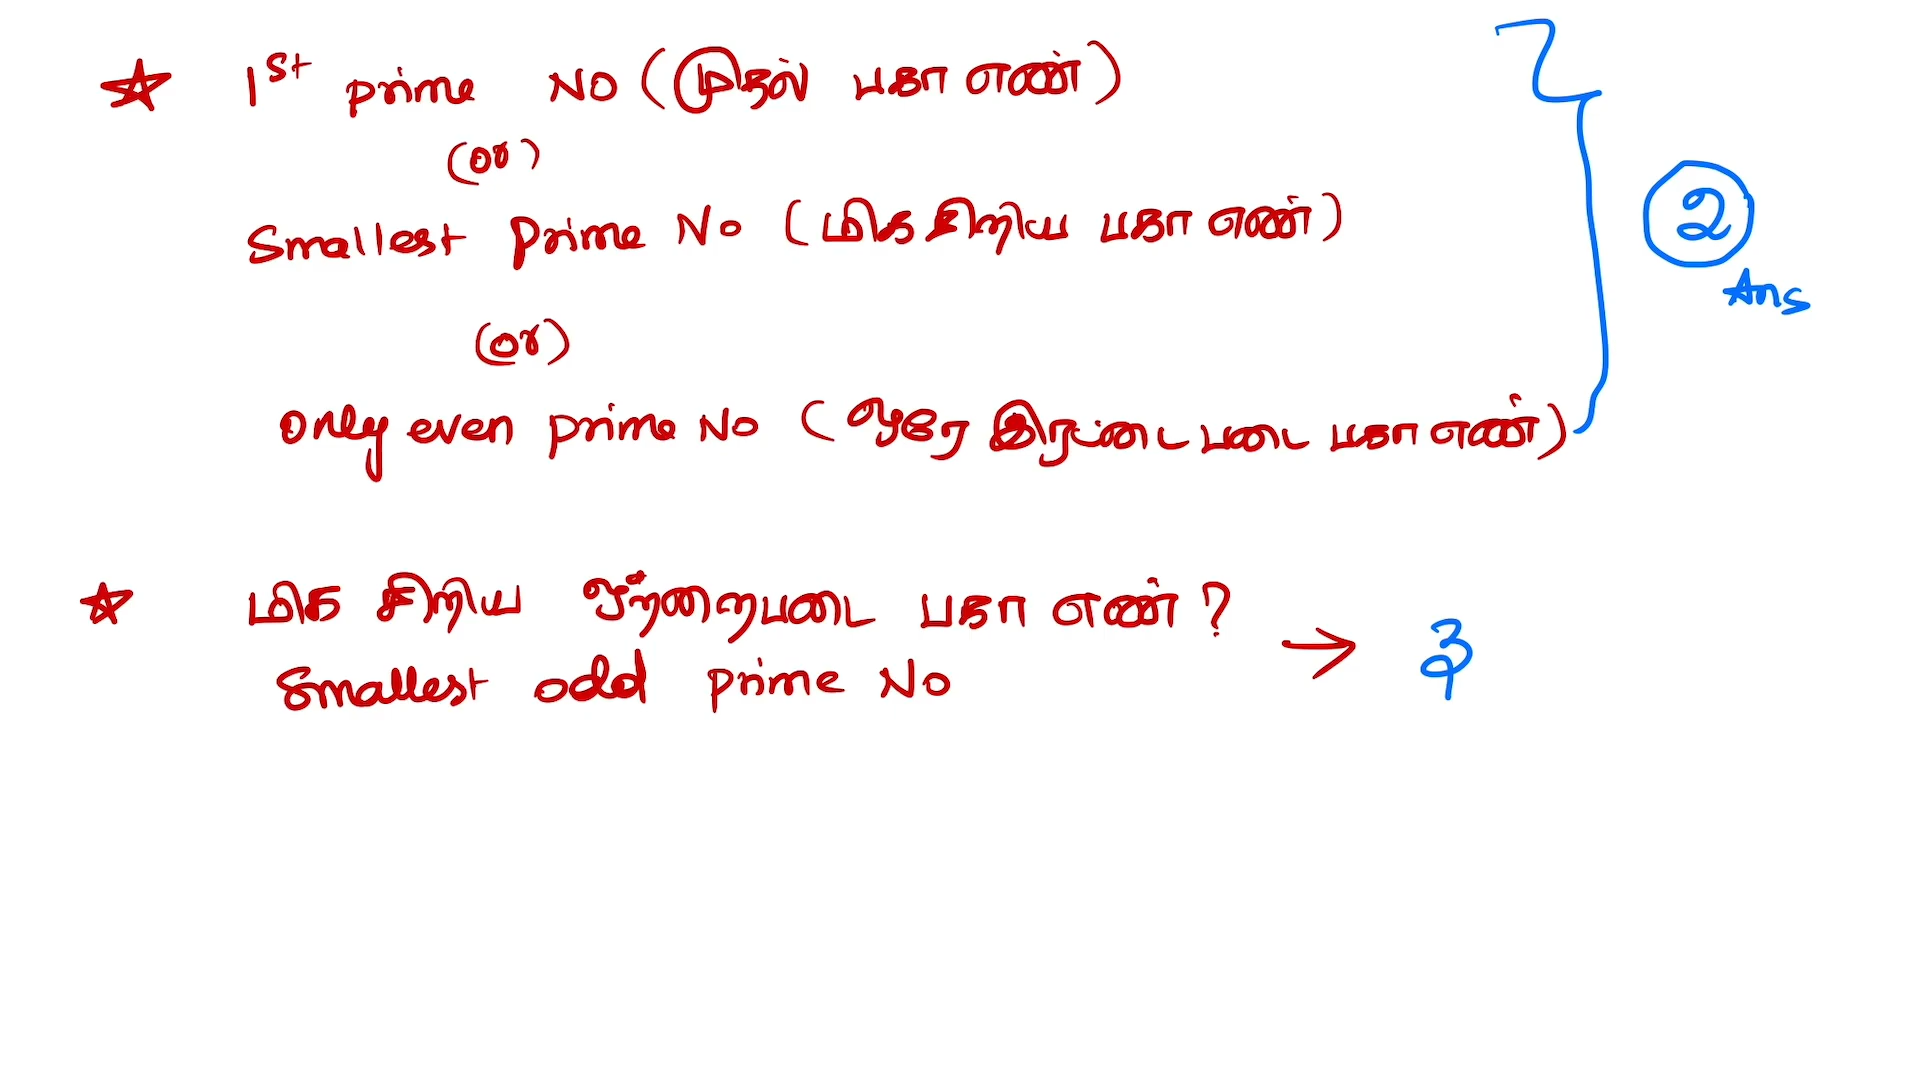 1st prime NO (முதல் பகா எண்)
(or)
Smallest prime No (மிகசிறிய பகா எண்)
(or)
Only even prime No (ஒரே இரட்டை படை பகா எண்)
2
Ans
மிக சிறிய ஒற்றைபடை பகா எண் ?
Smallest odd prime No
→ 3